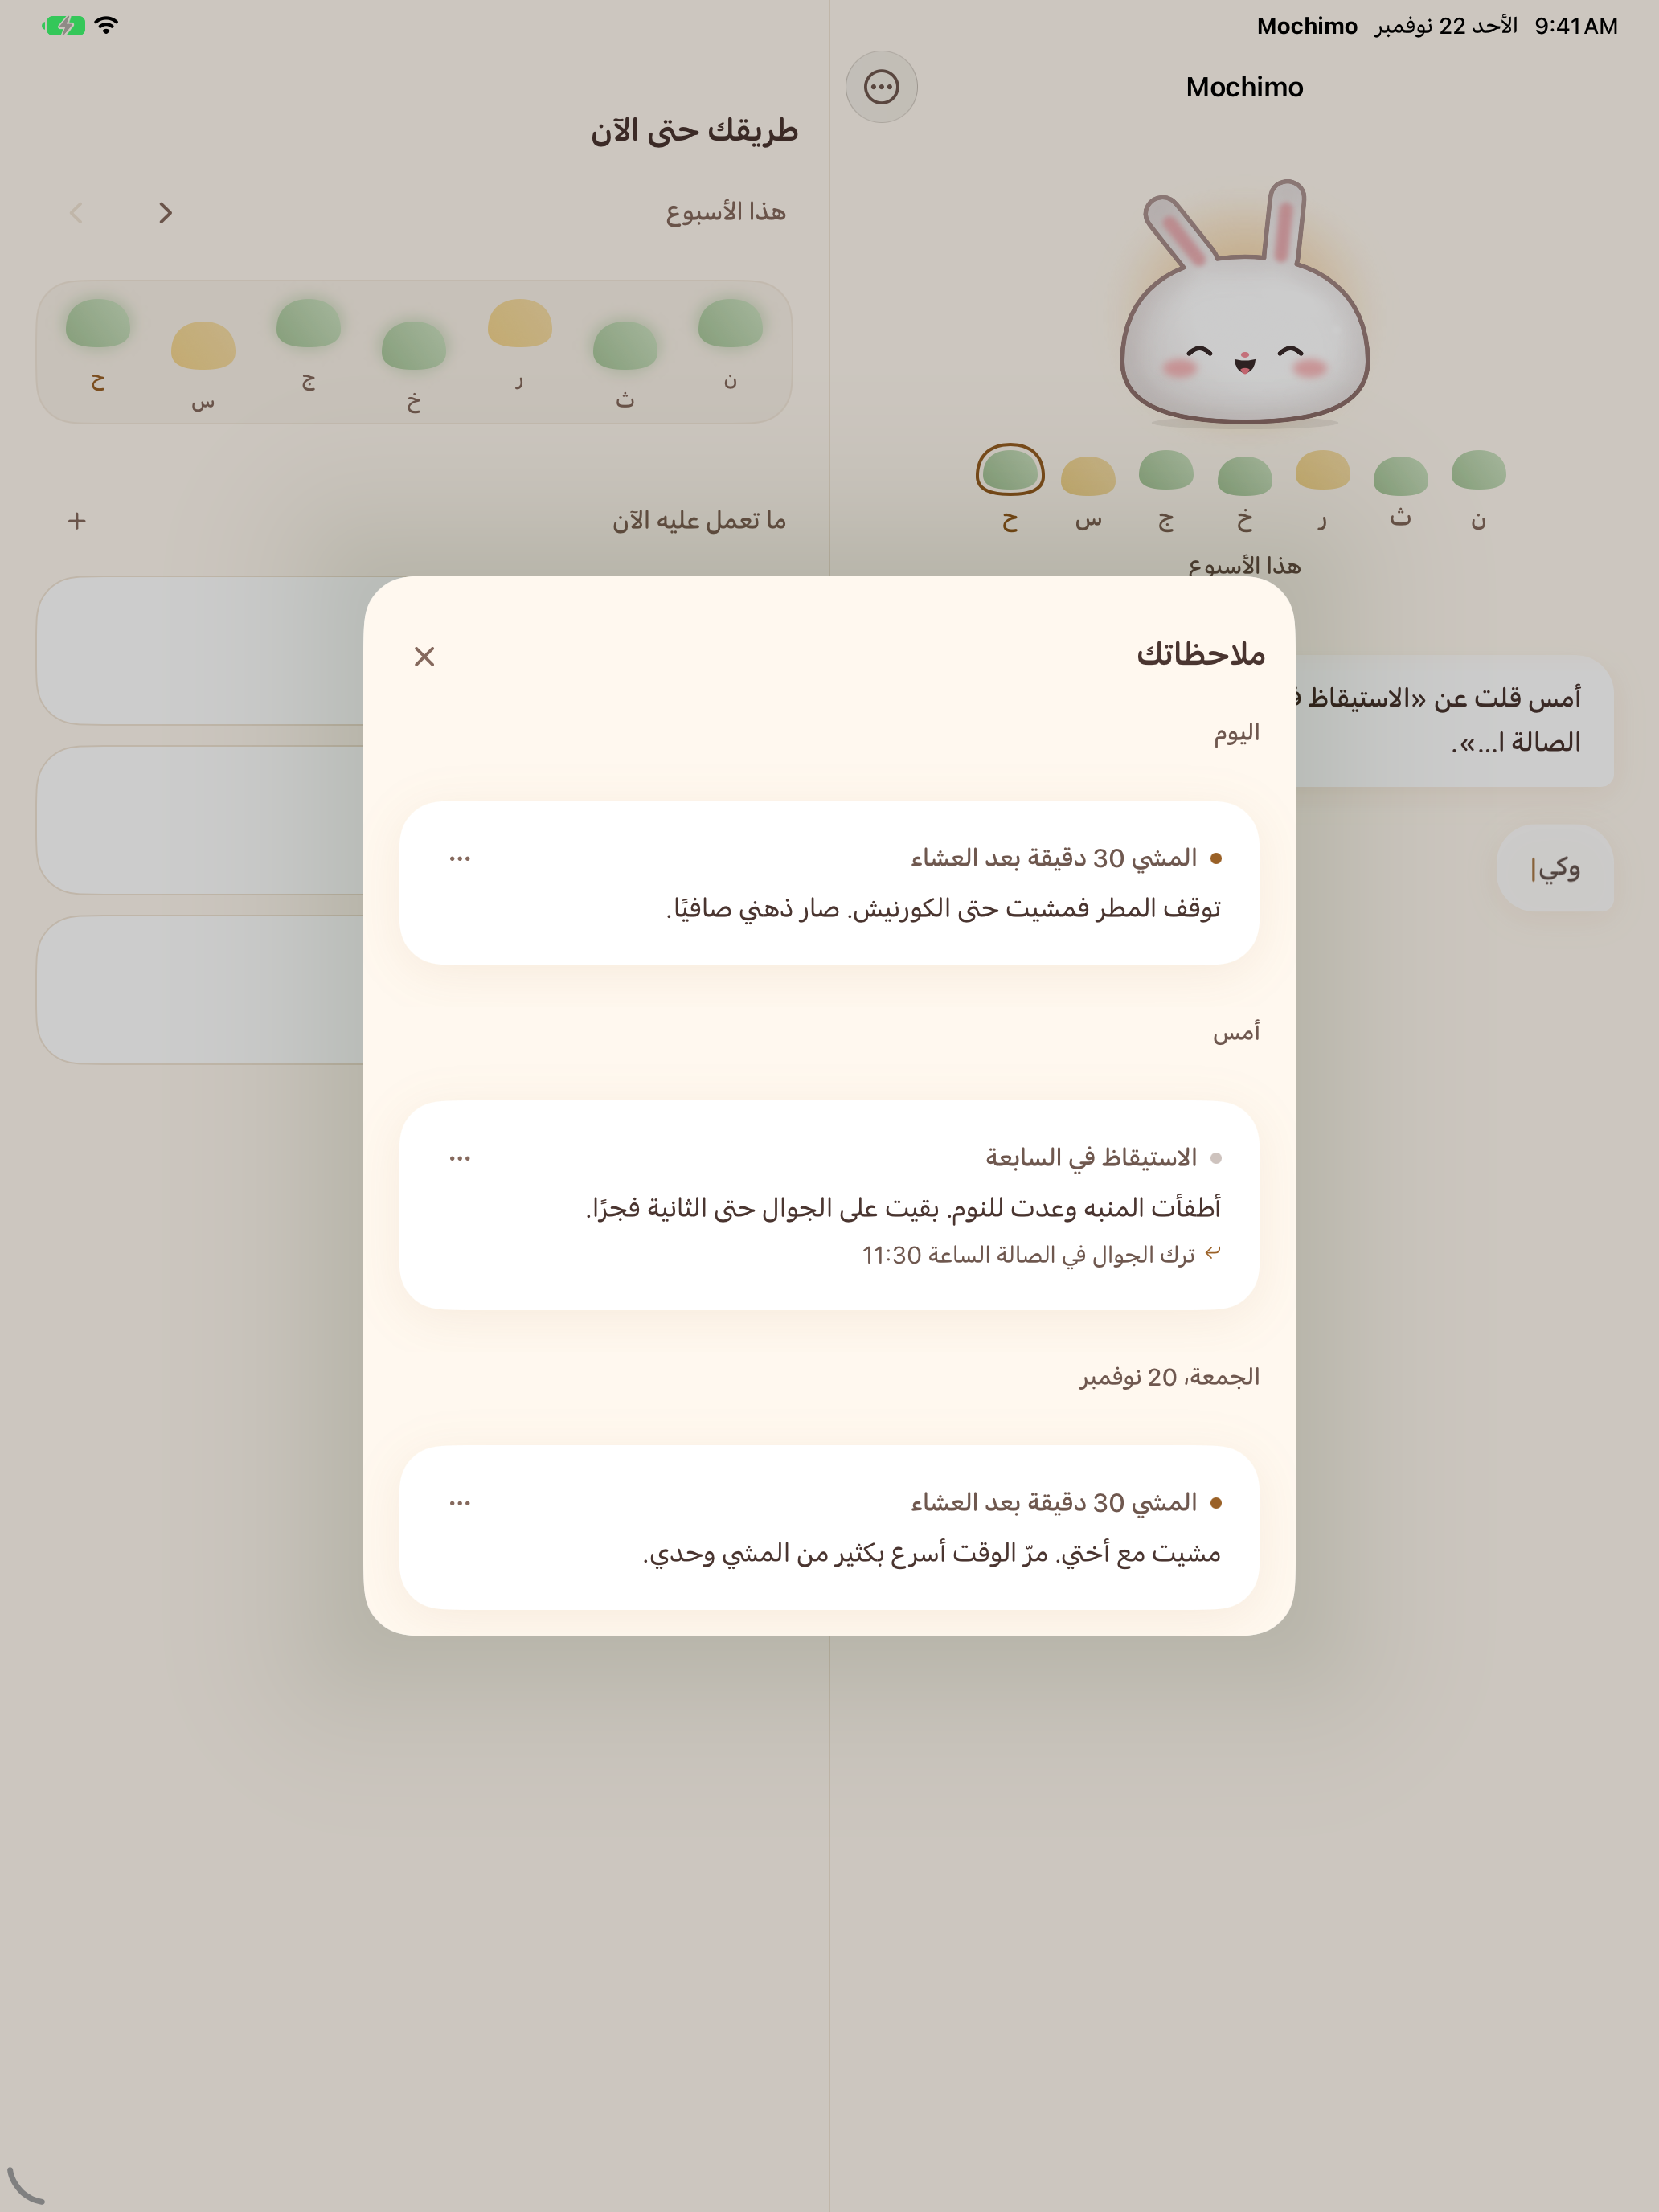 9:41 AM الأحد 22 نوفمبر Mochimo
Mochimo
ن ث ر خ ج س ح
هذا الأسبوع
أمس قلت عن «الاستيقاظ
الصالة ا...».
وكي
طريقك حتى الآن
هذا الأسبوع
ن ث ر خ ج س ح
ما تعمل عليه الآن
ملاحظاتك
اليوم
المشي 30 دقيقة بعد العشاء
توقف المطر فمشيت حتى الكورنيش. صار ذهني صافيًا.
أمس
الاستيقاظ في السابعة
أطفأت المنبه وعدت للنوم. بقيت على الجوال حتى الثانية فجرًا.
ترك الجوال في الصالة الساعة 11:30
الجمعة، 20 نوفمبر
المشي 30 دقيقة بعد العشاء
مشيت مع أختي. مرّ الوقت أسرع بكثير من المشي وحدي.